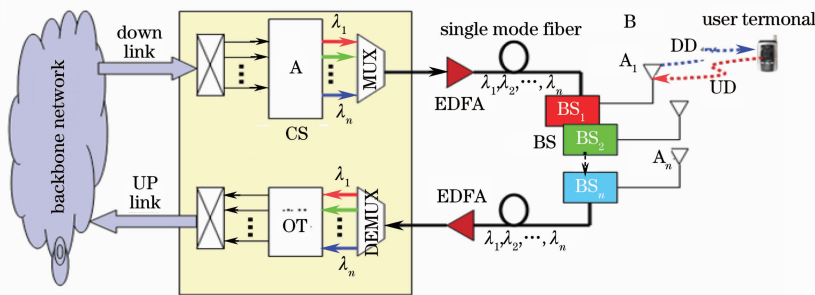 down
link
backbone network
UP
link
A
CS
λ1
λn
MUX
EDFA
single mode fiber
λ1,λ2,···,λn
BS1
BS
BS2
BSn
B
A1
An
DD
UD
user termonal
OT
λ1
λn
DEMUX
EDFA
λ1,λ2,···,λn